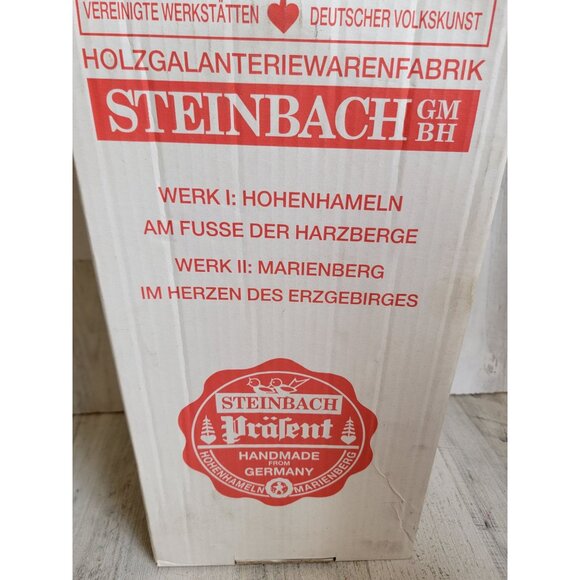 VEREINIGTE WERKSTÄTTEN ♥ DEUTSCHER VOLKSKUNST
HOLZGALANTERIEWARENFABRIK
STEINBACH GM
BH
WERK I: HOHENHAMELN
AM FUSSE DER HARZBERGE
WERK II: MARIENBERG
IM HERZEN DES ERZGEBIRGES
STEINBACH
Präsent
HANDMADE
FROM
GERMANY
HOHENHAMELN MARIENBERG